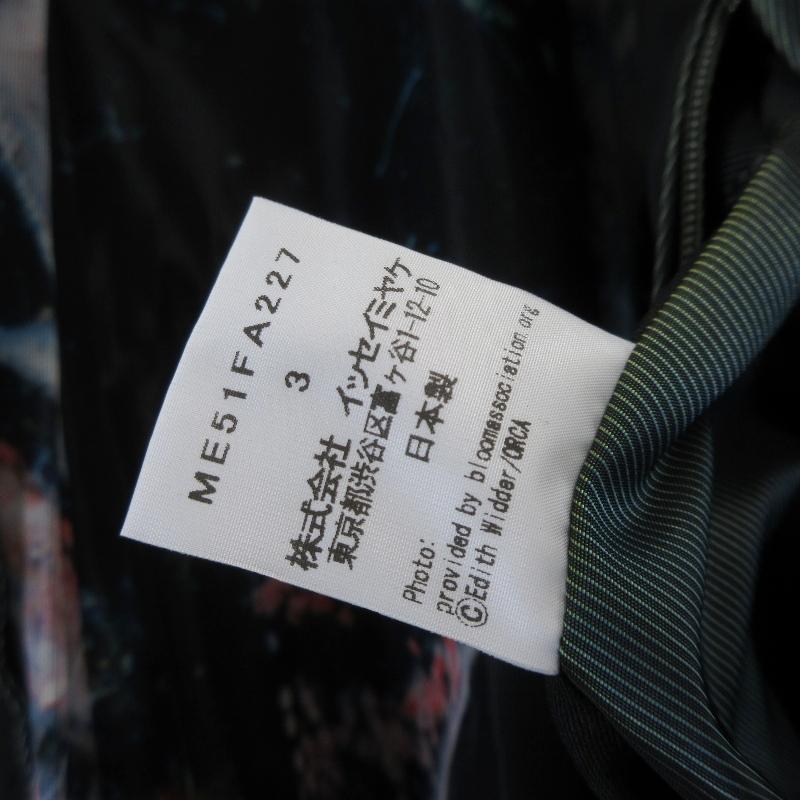 ME51FA227
3
株式会社 イッセイミヤケ
東京都渋谷区富ヶ谷1-12-10
日本製
Photo:
provided by bloomassociation.org
©Edith Widder/ORCA